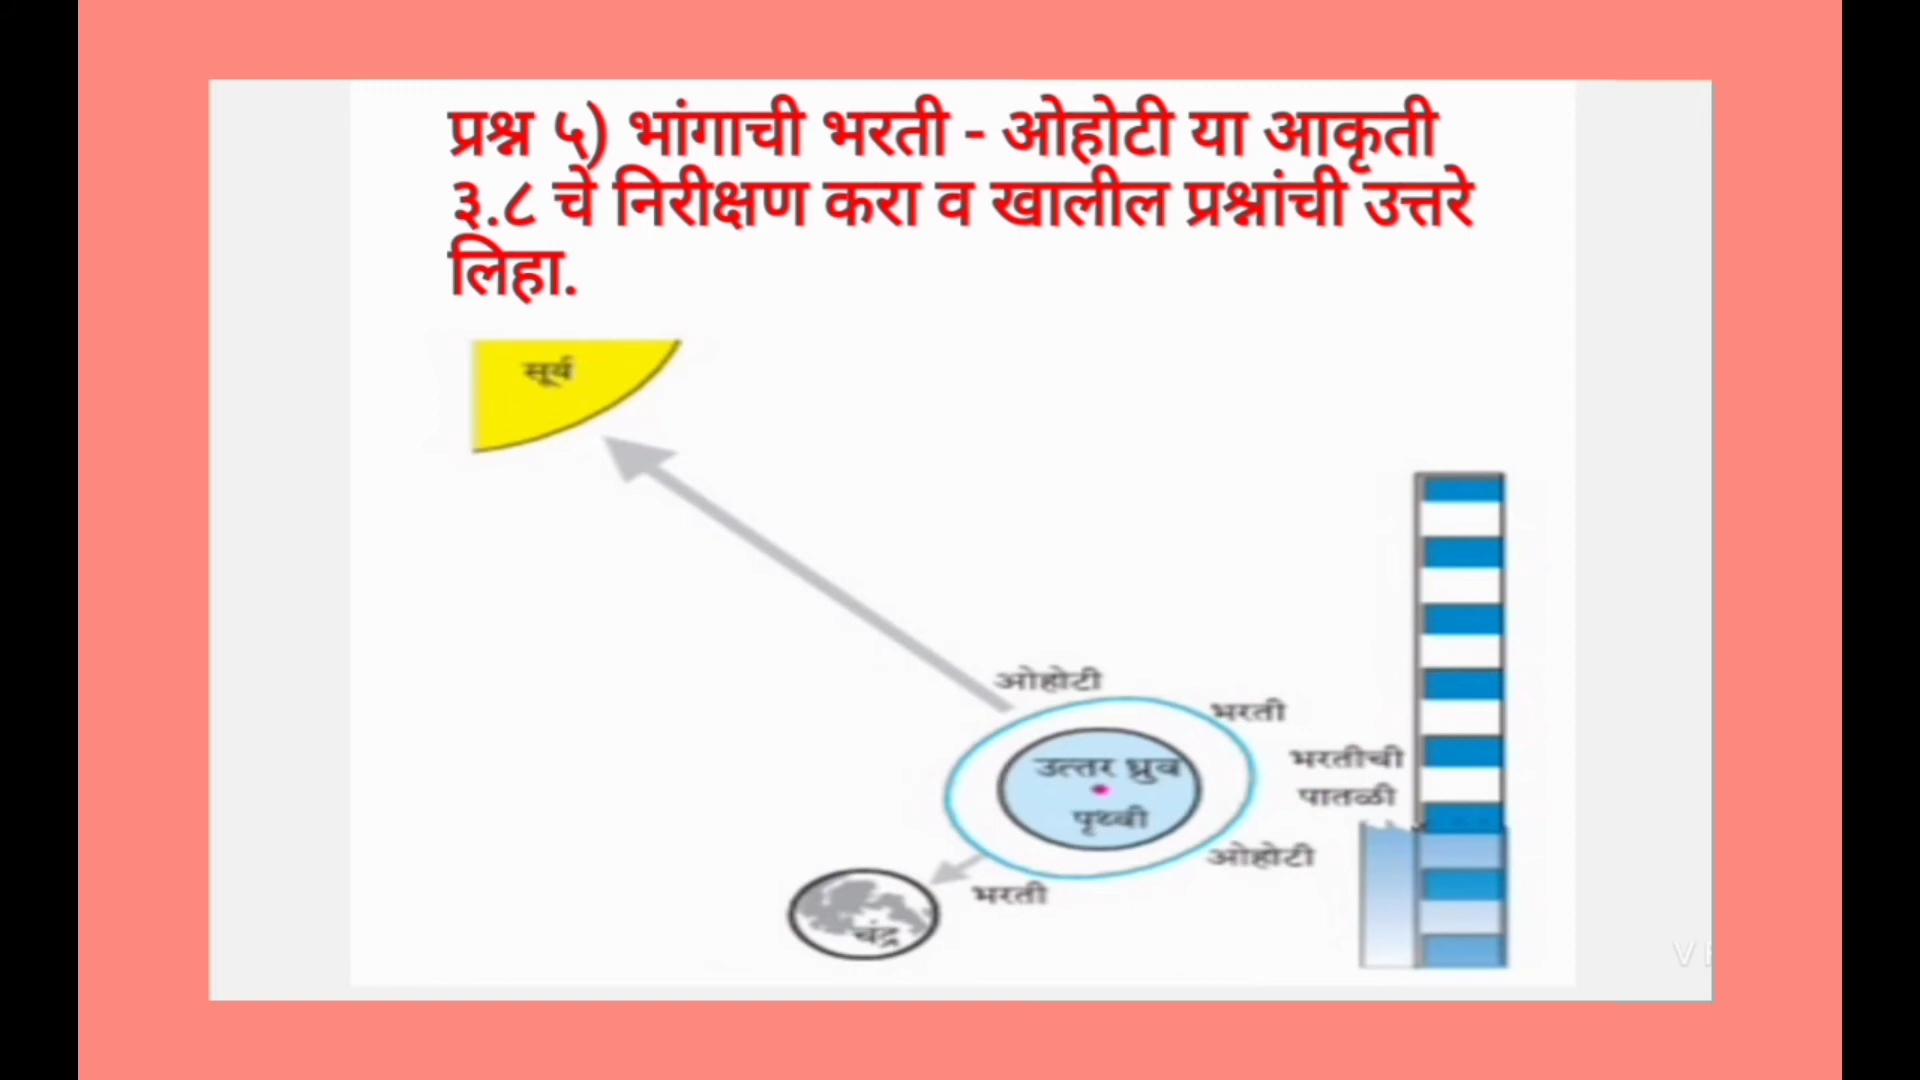 प्रश्न ५) भांगाची भरती - ओहोटी या आकृती
३.८ चे निरीक्षण करा व खालील प्रश्नांची उत्तरे
लिहा.
सूर्य
ओहोटी
भरती
उत्तर ध्रुव
पृथ्वी
भरतीची
पातळी
ओहोटी
भरती
चंद्र